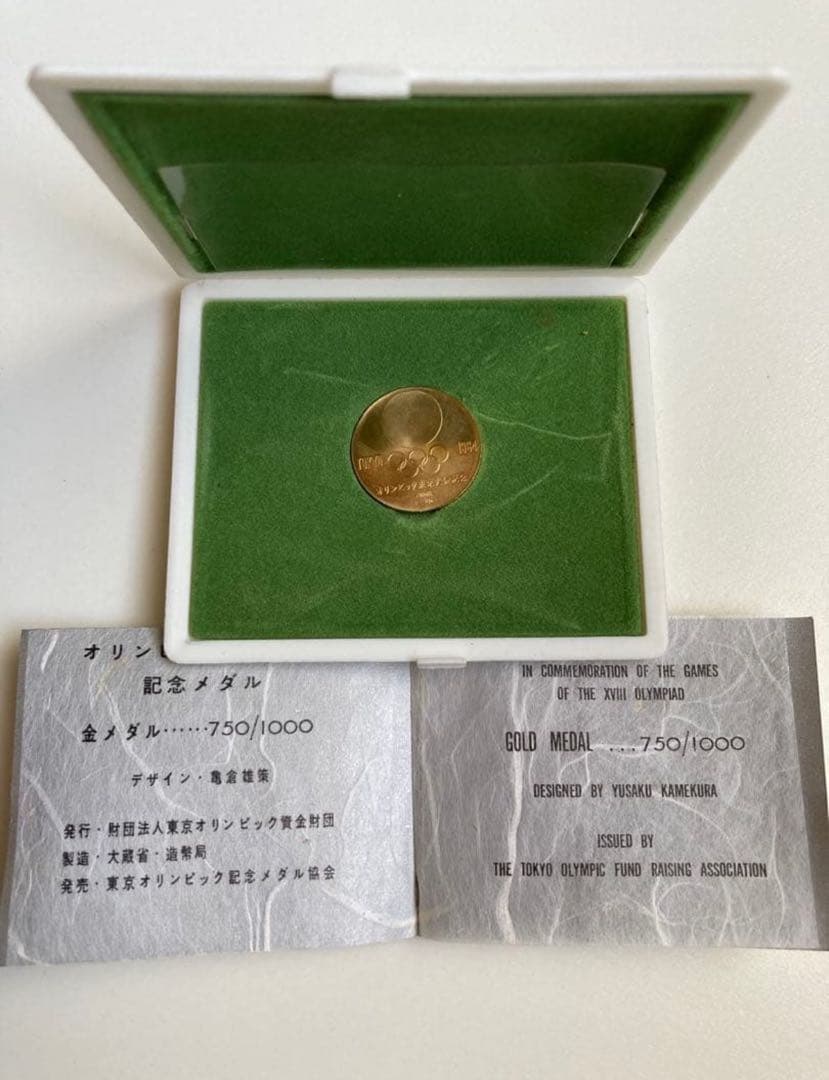 オリン
記念メダル
金メダル……750/1000
デザイン・亀倉雄策
発行・財団法人東京オリンピック資金財団
製造・大蔵省・造幣局
発売・東京オリンピック記念メダル協会
IN COMMEMORATION OF THE GAMES
OF THE XVIII OLYMPIAD
GOLD MEDAL ...750/1000
DESIGNED BY YUSAKU KAMEKURA
ISSUED BY
THE TOKYO OLYMPIC FUND RAISING ASSOCIATION